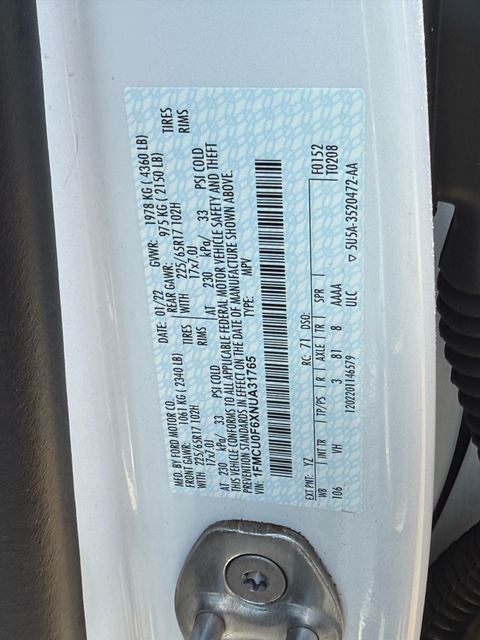 MFD. BY FORD MOTOR CO.
DATE: 01/22 GVWR: 1978 KG ( 4360 LB)
FRONT GAWR: 1061 KG ( 2340 LB) REAR GAWR: 975 KG ( 2150 LB)
WITH 225/65R17 102H TIRES WITH 225/65R17 102H TIRES
17x7.0J RIMS 17x7.0J RIMS
AT 230 kPa/ 33 PSI COLD AT 230 kPa/ 33 PSI COLD
THIS VEHICLE CONFORMS TO ALL APPLICABLE FEDERAL MOTOR VEHICLE SAFETY AND THEFT
PREVENTION STANDARDS IN EFFECT ON THE DATE OF MANUFACTURE SHOWN ABOVE.
VIN: 1FMCU0F6XNUA31765 TYPE: MPV
F0152
T0208
EXT PNT: YZ RC: 71 DSO:
WB INT TR TP/PS R AXLE TR SPR
106 VH 3 81 8 AAAA
120220146579 ULC
▽ 5U5A-3520472-AA